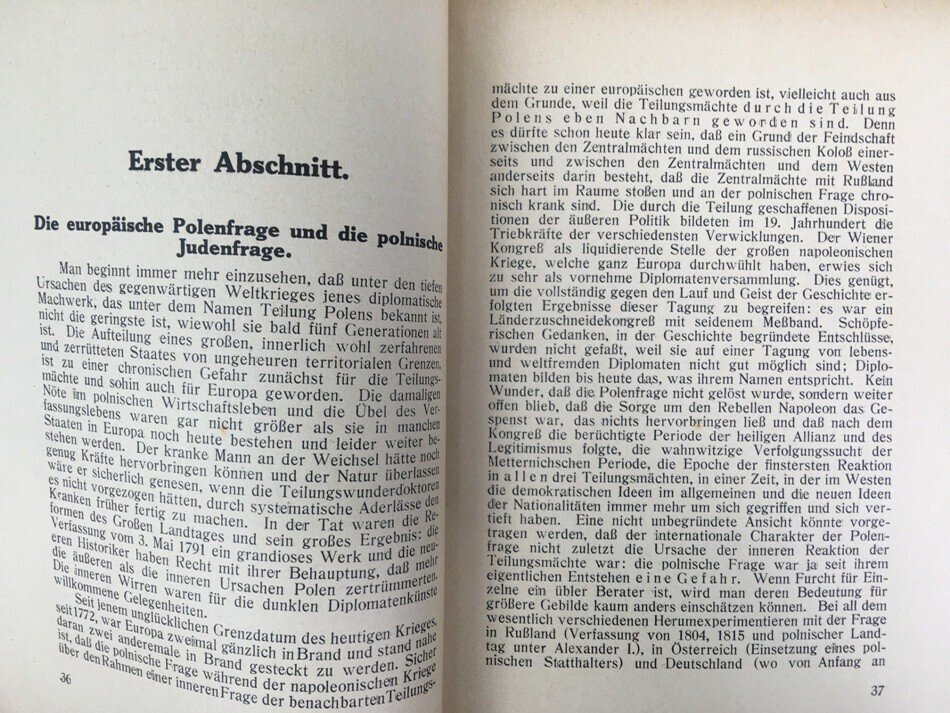 Erster Abschnitt.
Die europäische Polenfrage und die polnische
Judenfrage.
Man beginnt immer mehr einzusehen, daß unter den tiefen
Ursachen des gegenwärtigen Weltkrieges jenes diplomatische
Machwerk, das unter dem Namen Teilung Polens bekannt ist,
nicht die geringste ist, wiewohl sie bald fünf Generationen alt
ist. Die Aufteilung eines großen, innerlich wohl zerfahrenen
und zerrütteten Staates von ungeheuren territorialen Grenzen,
ist zu einer chronischen Gefahr zunächst für die Teilungs-
mächte und sohin auch für Europa geworden. Die damaligen
Nöte im polnischen Wirtschaftsleben und die Übel des Ver-
fassungslebens waren gar nicht größer als sie in manchen
Staaten in Europa noch heute bestehen und leider weiter be-
stehen werden. Der kranke Mann an der Weichsel hätte noch
genug Kräfte hervorbringen können und der Natur überlassen
wäre er sicherlich genesen, wenn die Teilungswunderdoktoren
es nicht vorgezogen hätten, durch systematische Aderlässe den
Kranken früher fertig zu machen. In der Tat waren die Re-
formen des Großen Landtages und sein großes Ergebnis: die
Verfassung vom 3. Mai 1791 ein grandioses Werk und die neu-
eren Historiker haben Recht mit ihrer Behauptung, daß mehr
die äußeren als die inneren Ursachen Polen zertrümmerten.
Die inneren Wirren waren für die dunklen Diplomatenkünste
willkommene Gelegenheiten.
Seit jenem unglücklichen Grenzdatum des heutigen Krieges,
seit 1772, war Europa zweimal gänzlich in Brand und stand nahe
daran zwei anderemale in Brand gesteckt zu werden. Sicher
ist, daß die polnische Frage während der napoleonischen Kriege
über den Rahmen einer inneren Frage der benachbarten Teilungs-
36
mächte zu einer europäischen geworden ist, vielleicht auch aus
dem Grunde, weil die Teilungsmächte durch die Teilung
Polens eben Nachbarn geworden sind. Denn
es dürfte schon heute klar sein, daß ein Grund der Feindschaft
zwischen den Zentralmächten und dem russischen Koloß einer-
seits und zwischen den Zentralmächten und dem Westen
anderseits darin besteht, daß die Zentralmächte mit Rußland
sich hart im Raume stoßen und an der polnischen Frage chro-
nisch krank sind. Die durch die Teilung geschaffenen Disposi-
tionen der äußeren Politik bildeten im 19. Jahrhundert die
Triebkräfte der verschiedensten Verwicklungen. Der Wiener
Kongreß als liquidierende Stelle der großen napoleonischen
Kriege, welche ganz Europa durchwühlt haben, erwies sich
zu sehr als vornehme Diplomatenversammlung. Dies genügt,
um die vollständig gegen den Lauf und Geist der Geschichte er-
folgten Ergebnisse dieser Tagung zu begreifen: es war ein
Länderzuschneidekongreß mit seidenem Meßband. Schöpfe-
rischen Gedanken, in der Geschichte begründete Entschlüsse,
wurden nicht gefaßt, weil sie auf einer Tagung von lebens-
und weltfremden Diplomaten nicht gut möglich sind; Diplo-
maten bilden bis heute das, was ihrem Namen entspricht. Kein
Wunder, daß die Polenfrage nicht gelöst wurde, sondern weiter
offen blieb, daß die Sorge um den Rebellen Napoleon das Ge-
spenst war, das nichts hervorbringen ließ und daß nach dem
Kongreß die berüchtigte Periode der heiligen Allianz und des
Legitimismus folgte, die wahnwitzige Verfolgungssucht der
Metternichschen Periode, die Epoche der finstersten Reaktion
in allen drei Teilungsmächten, in einer Zeit, in der im Westen
die demokratischen Ideen im allgemeinen und die neuen Ideen
der Nationalitäten immer mehr um sich gegriffen und sich ver-
tieft haben. Eine nicht unbegründete Ansicht könnte vorge-
tragen werden, daß der internationale Charakter der Polen-
frage nicht zuletzt die Ursache der inneren Reaktion der
Teilungsmächte war: die polnische Frage war ja seit ihrem
eigentlichen Entstehen eine Gefahr. Wenn Furcht für Ein-
zelne ein übler Berater ist, wird man deren Bedeutung für
größere Gebilde kaum anders einschätzen können. Bei all dem
wesentlich verschiedenen Herumexperimentieren mit der Frage
in Rußland (Verfassung von 1804, 1815 und polnischer Land-
tag unter Alexander I.), in Österreich (Einsetzung eines pol-
nischen Statthalters) und Deutschland (wo von Anfang an
37